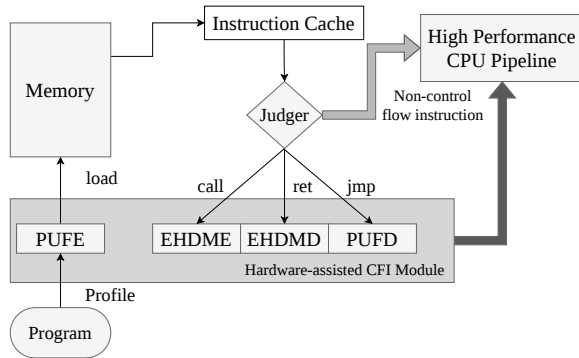 Instruction Cache
High Performance
CPU Pipeline
Memory
Judger
Non-control
flow instruction
load
call
ret
jmp
PUFE
EHDME
EHDMD
PUFD
Hardware-assisted CFI Module
Profile
Program